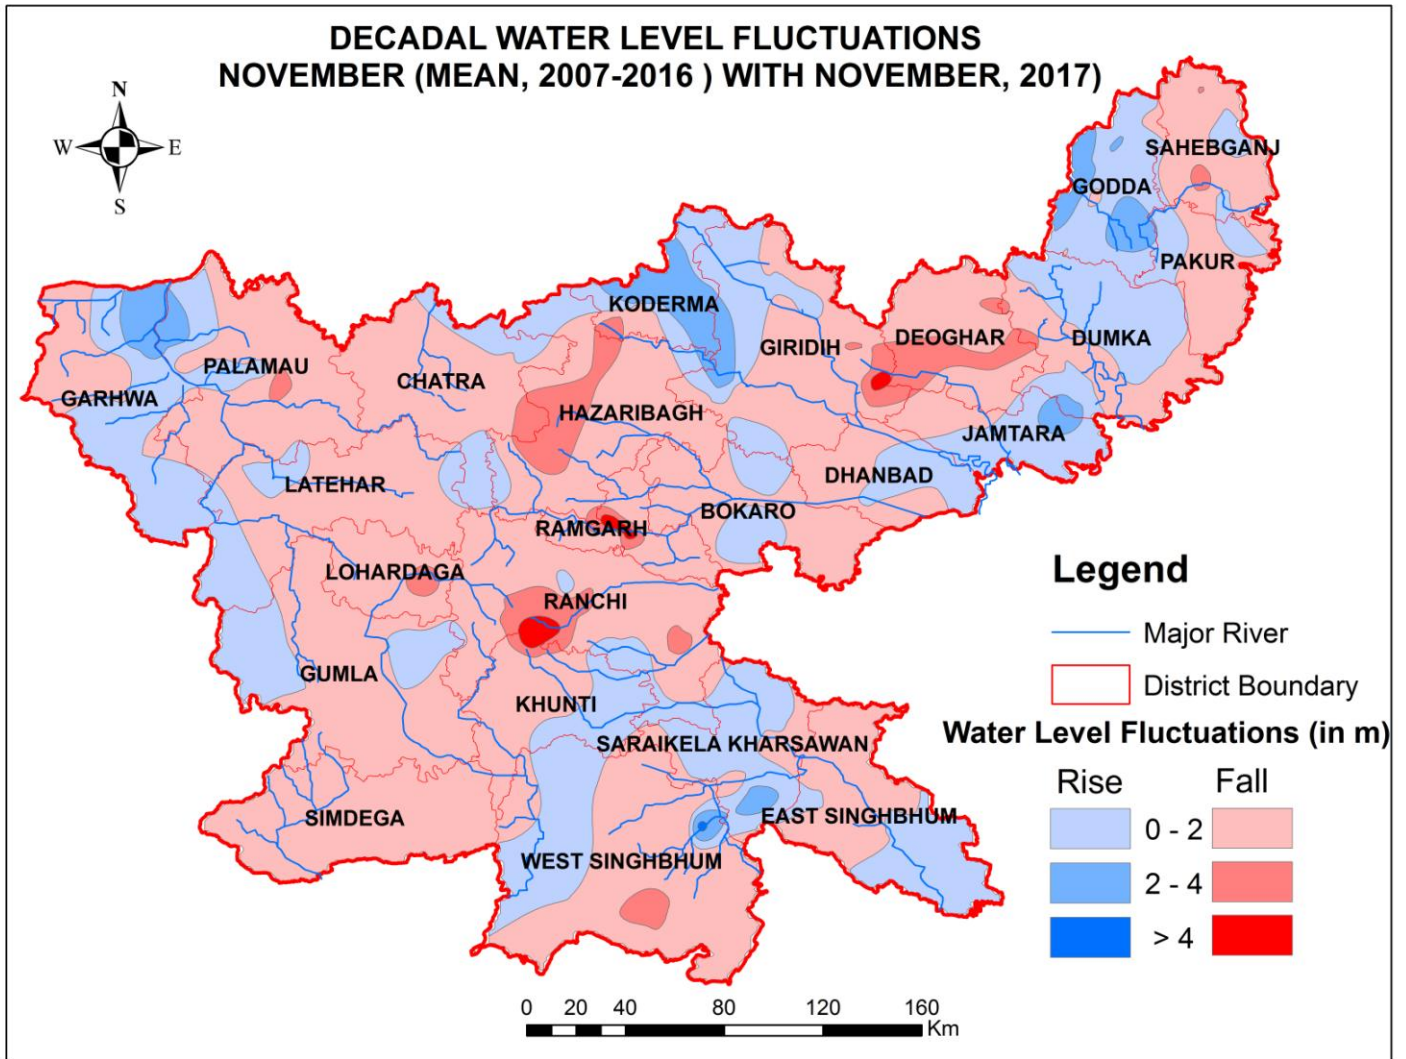 DECADAL WATER LEVEL FLUCTUATIONS
NOVEMBER (MEAN, 2007-2016 ) WITH NOVEMBER, 2017)
N
W
E
S
SAHEBGANJ
GODDA
PAKUR
KODERMA
DEOGHAR
DUMKA
GIRIDIH
PALAMAU
CHATRA
GARHWA
HAZARIBAGH
JAMTARA
DHANBAD
LATEHAR
BOKARO
RAMGARH
LOHARDAGA
RANCHI
GUMLA
KHUNTI
SARAIKELA KHARSAWAN
SIMDEGA
EAST SINGHBHUM
WEST SINGHBHUM
Legend
Major River
District Boundary
Water Level Fluctuations (in m)
Rise Fall
0 - 2
2 - 4
> 4
0 20 40 80 120 160
Km